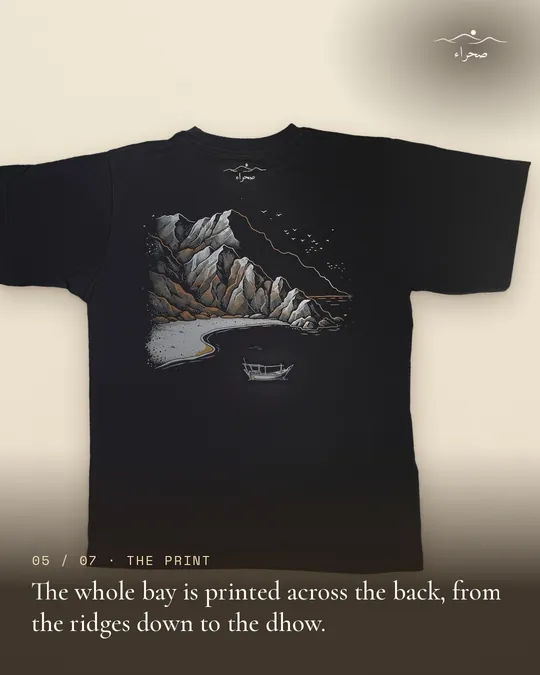 صحراء
صحراء
05 / 07 · THE PRINT
The whole bay is printed across the back, from
the ridges down to the dhow.